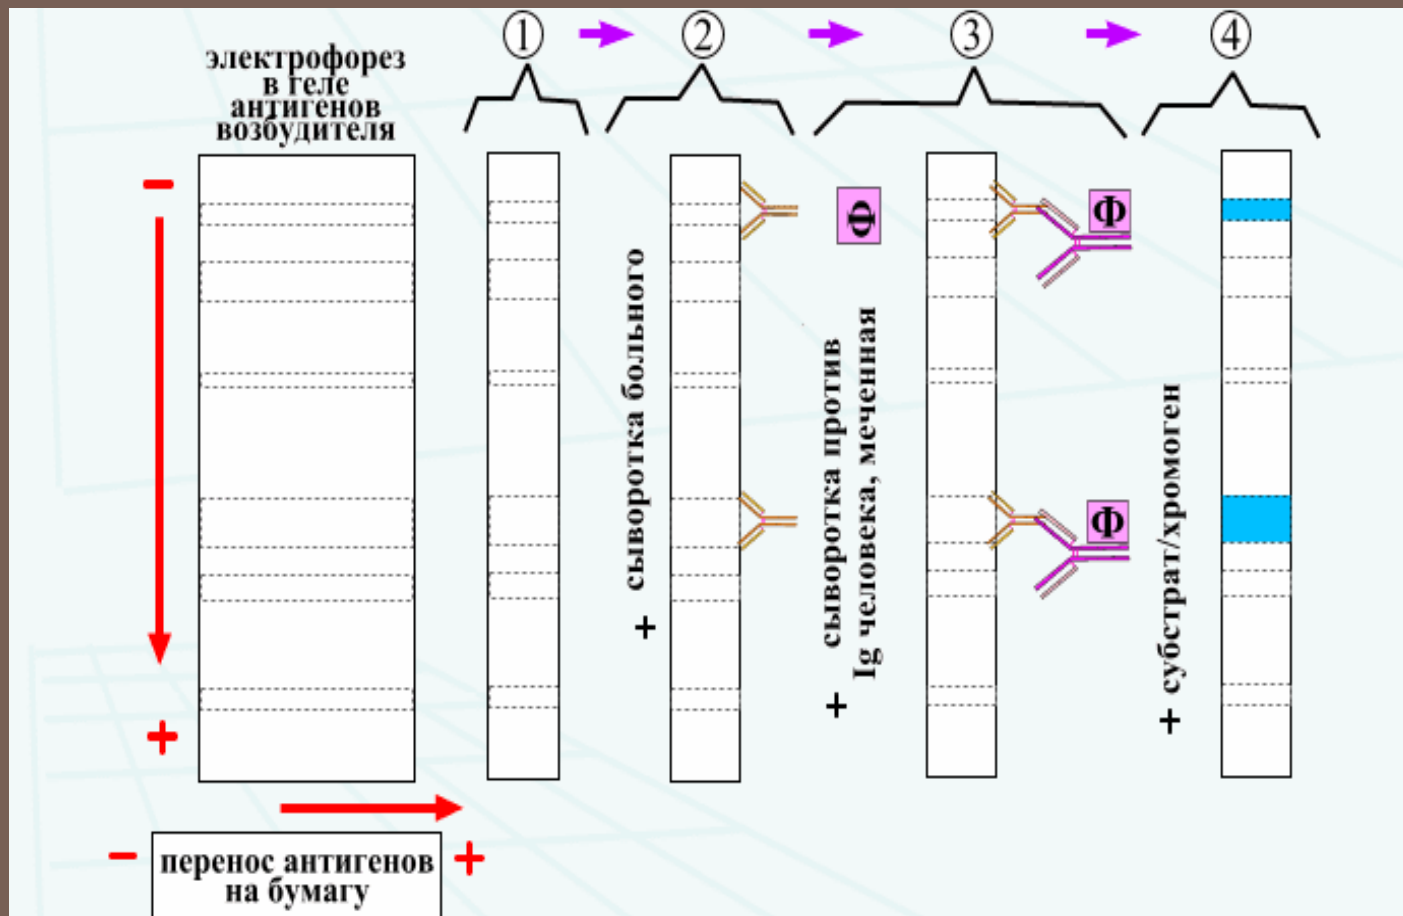 электрофорез
в геле
антигенов
возбудителя
1
2
3
4
-
+
+ сыворотка больного
Ф
+ сыворотка против
Ig человека, меченная
Ф
Ф
+ субстрат/хромоген
-
перенос антигенов
на бумагу
+